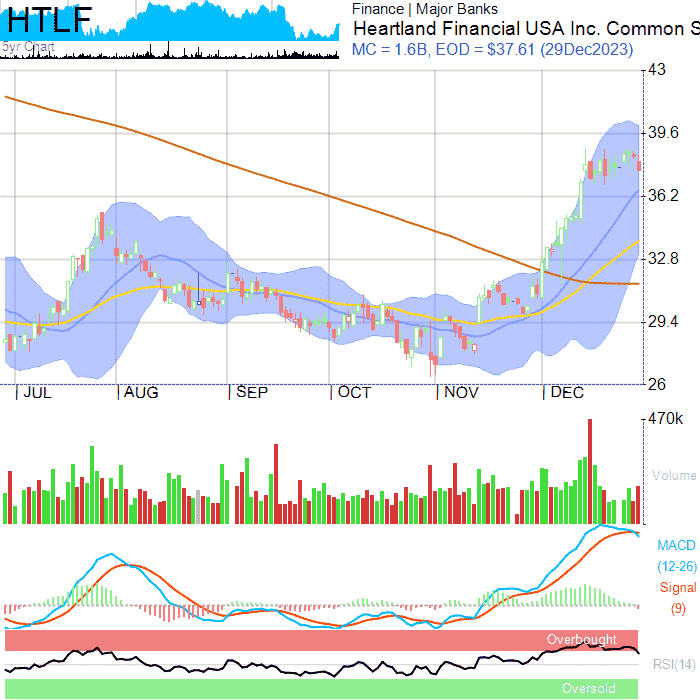 HTLF
5yr Chart
Finance | Major Banks
Heartland Financial USA Inc. Common S
MC = 1.6B, EOD = $37.61 (29Dec2023)
43
39.6
36.2
32.8
29.4
26
JUL AUG SEP OCT NOV DEC
470k
Volume
MACD
(12-26)
Signal
(9)
Overbought
RSI(14)
Oversold